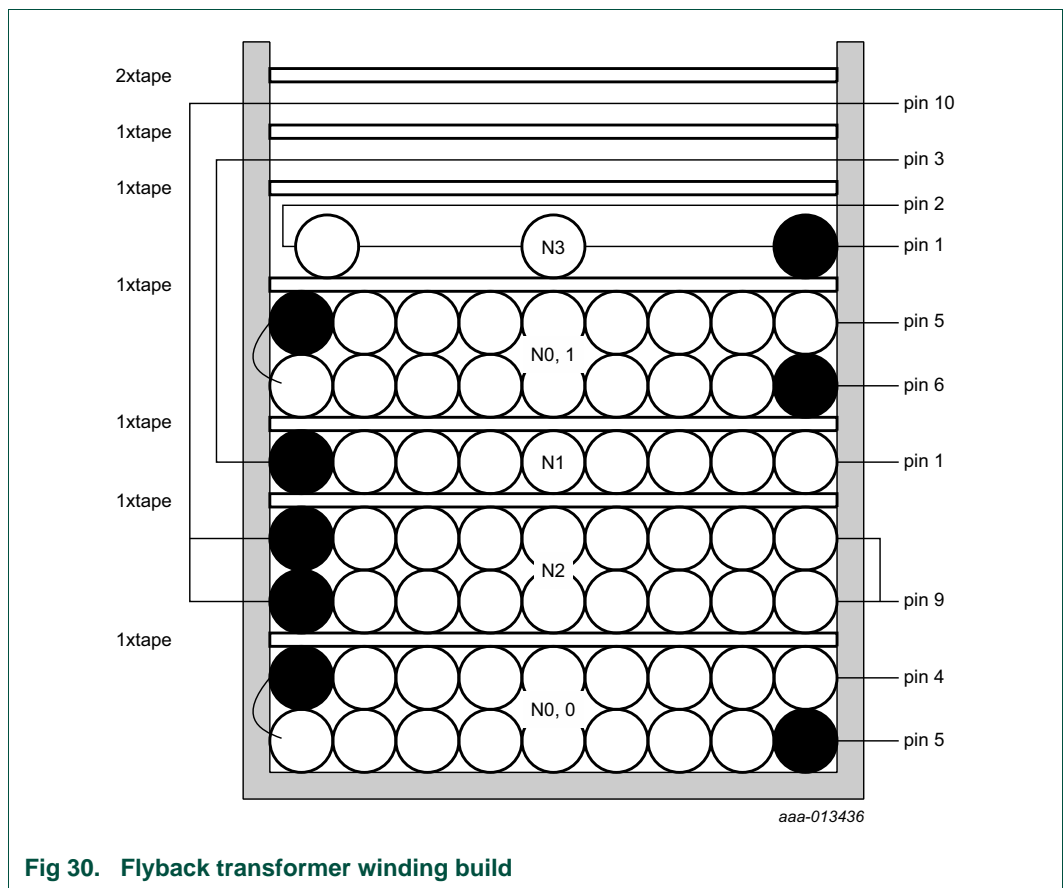 2xtape
pin 10
1xtape
pin 3
1xtape
pin 2
N3
pin 1
1xtape
pin 5
N0, 1
pin 6
1xtape
N1
pin 1
1xtape
N2
pin 9
1xtape
pin 4
N0, 0
pin 5
aaa-013436
Fig 30. Flyback transformer winding build